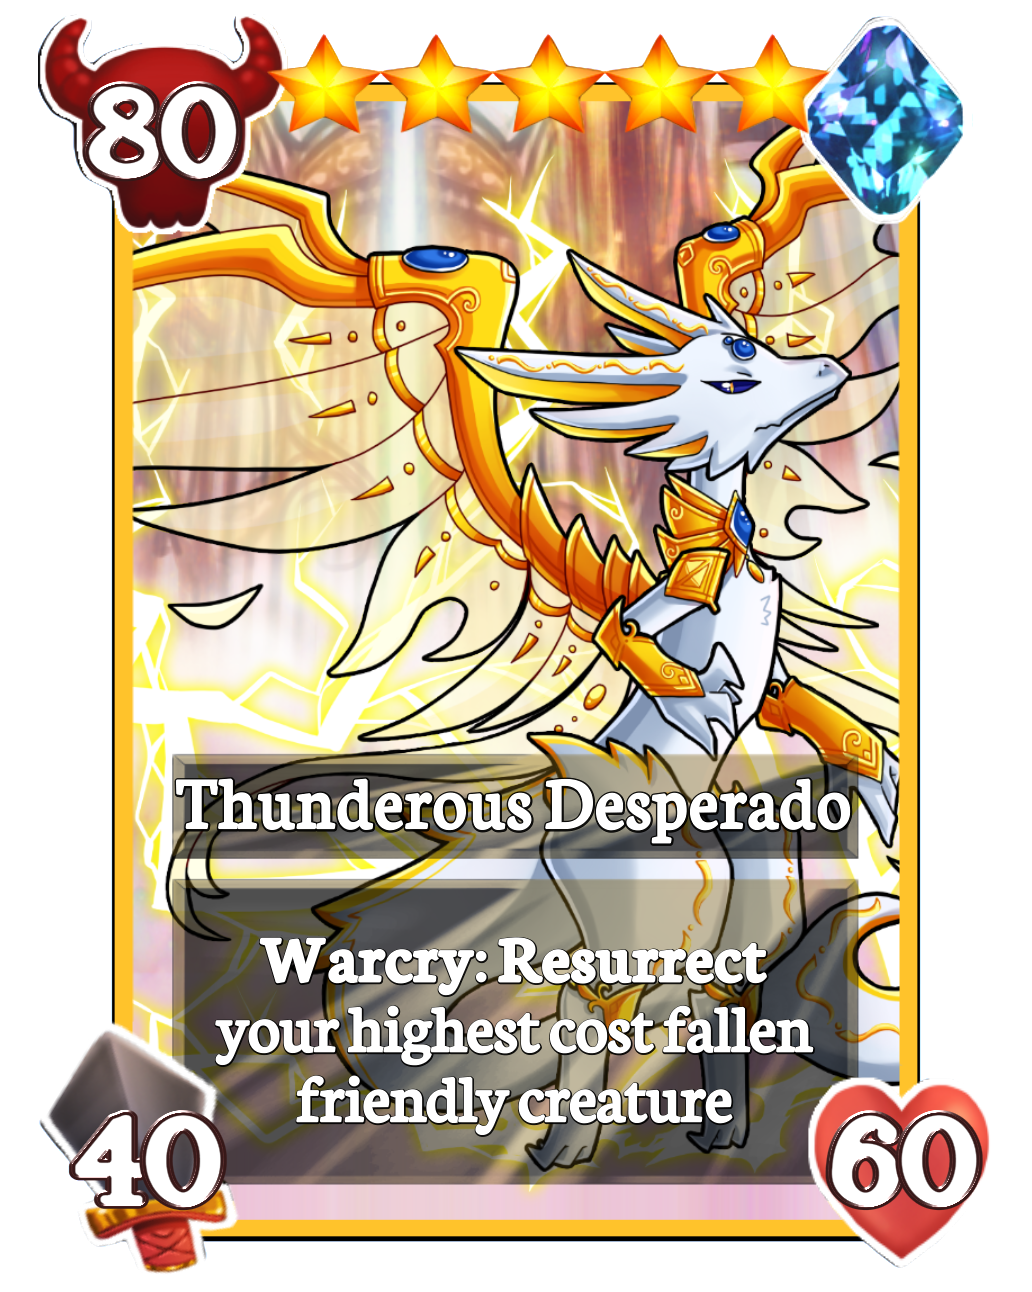 80
Thunderous Desperado
Warcry: Resurrect
your highest cost fallen
friendly creature
40
60